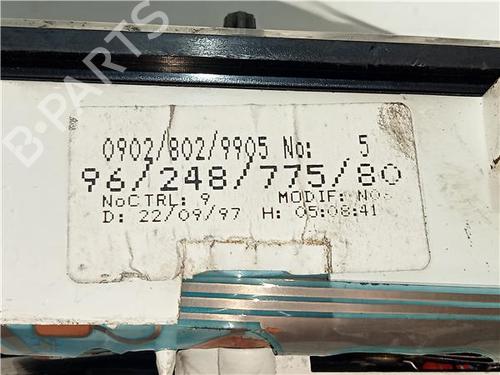 B-PARTS
0902/802/9905 No: 5
96/248/775/80
NoCTRL: 9 MODIF: NO
D: 22/09/97 H: 05:08:41